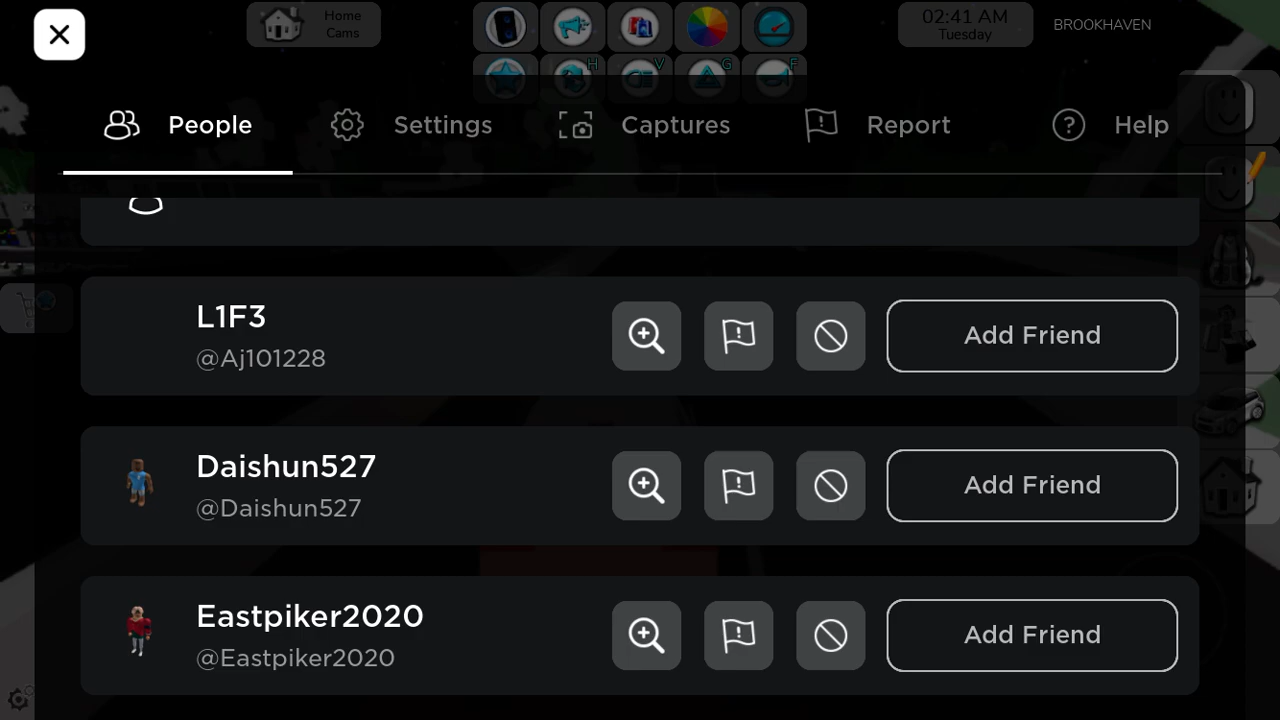 Home
Cams
02:41 AM
Tuesday
BROOKHAVEN
H
V
G
F
People
Settings
Captures
Report
Help
L1F3
@Aj101228
Add Friend
Daishun527
@Daishun527
Add Friend
Eastpiker2020
@Eastpiker2020
Add Friend